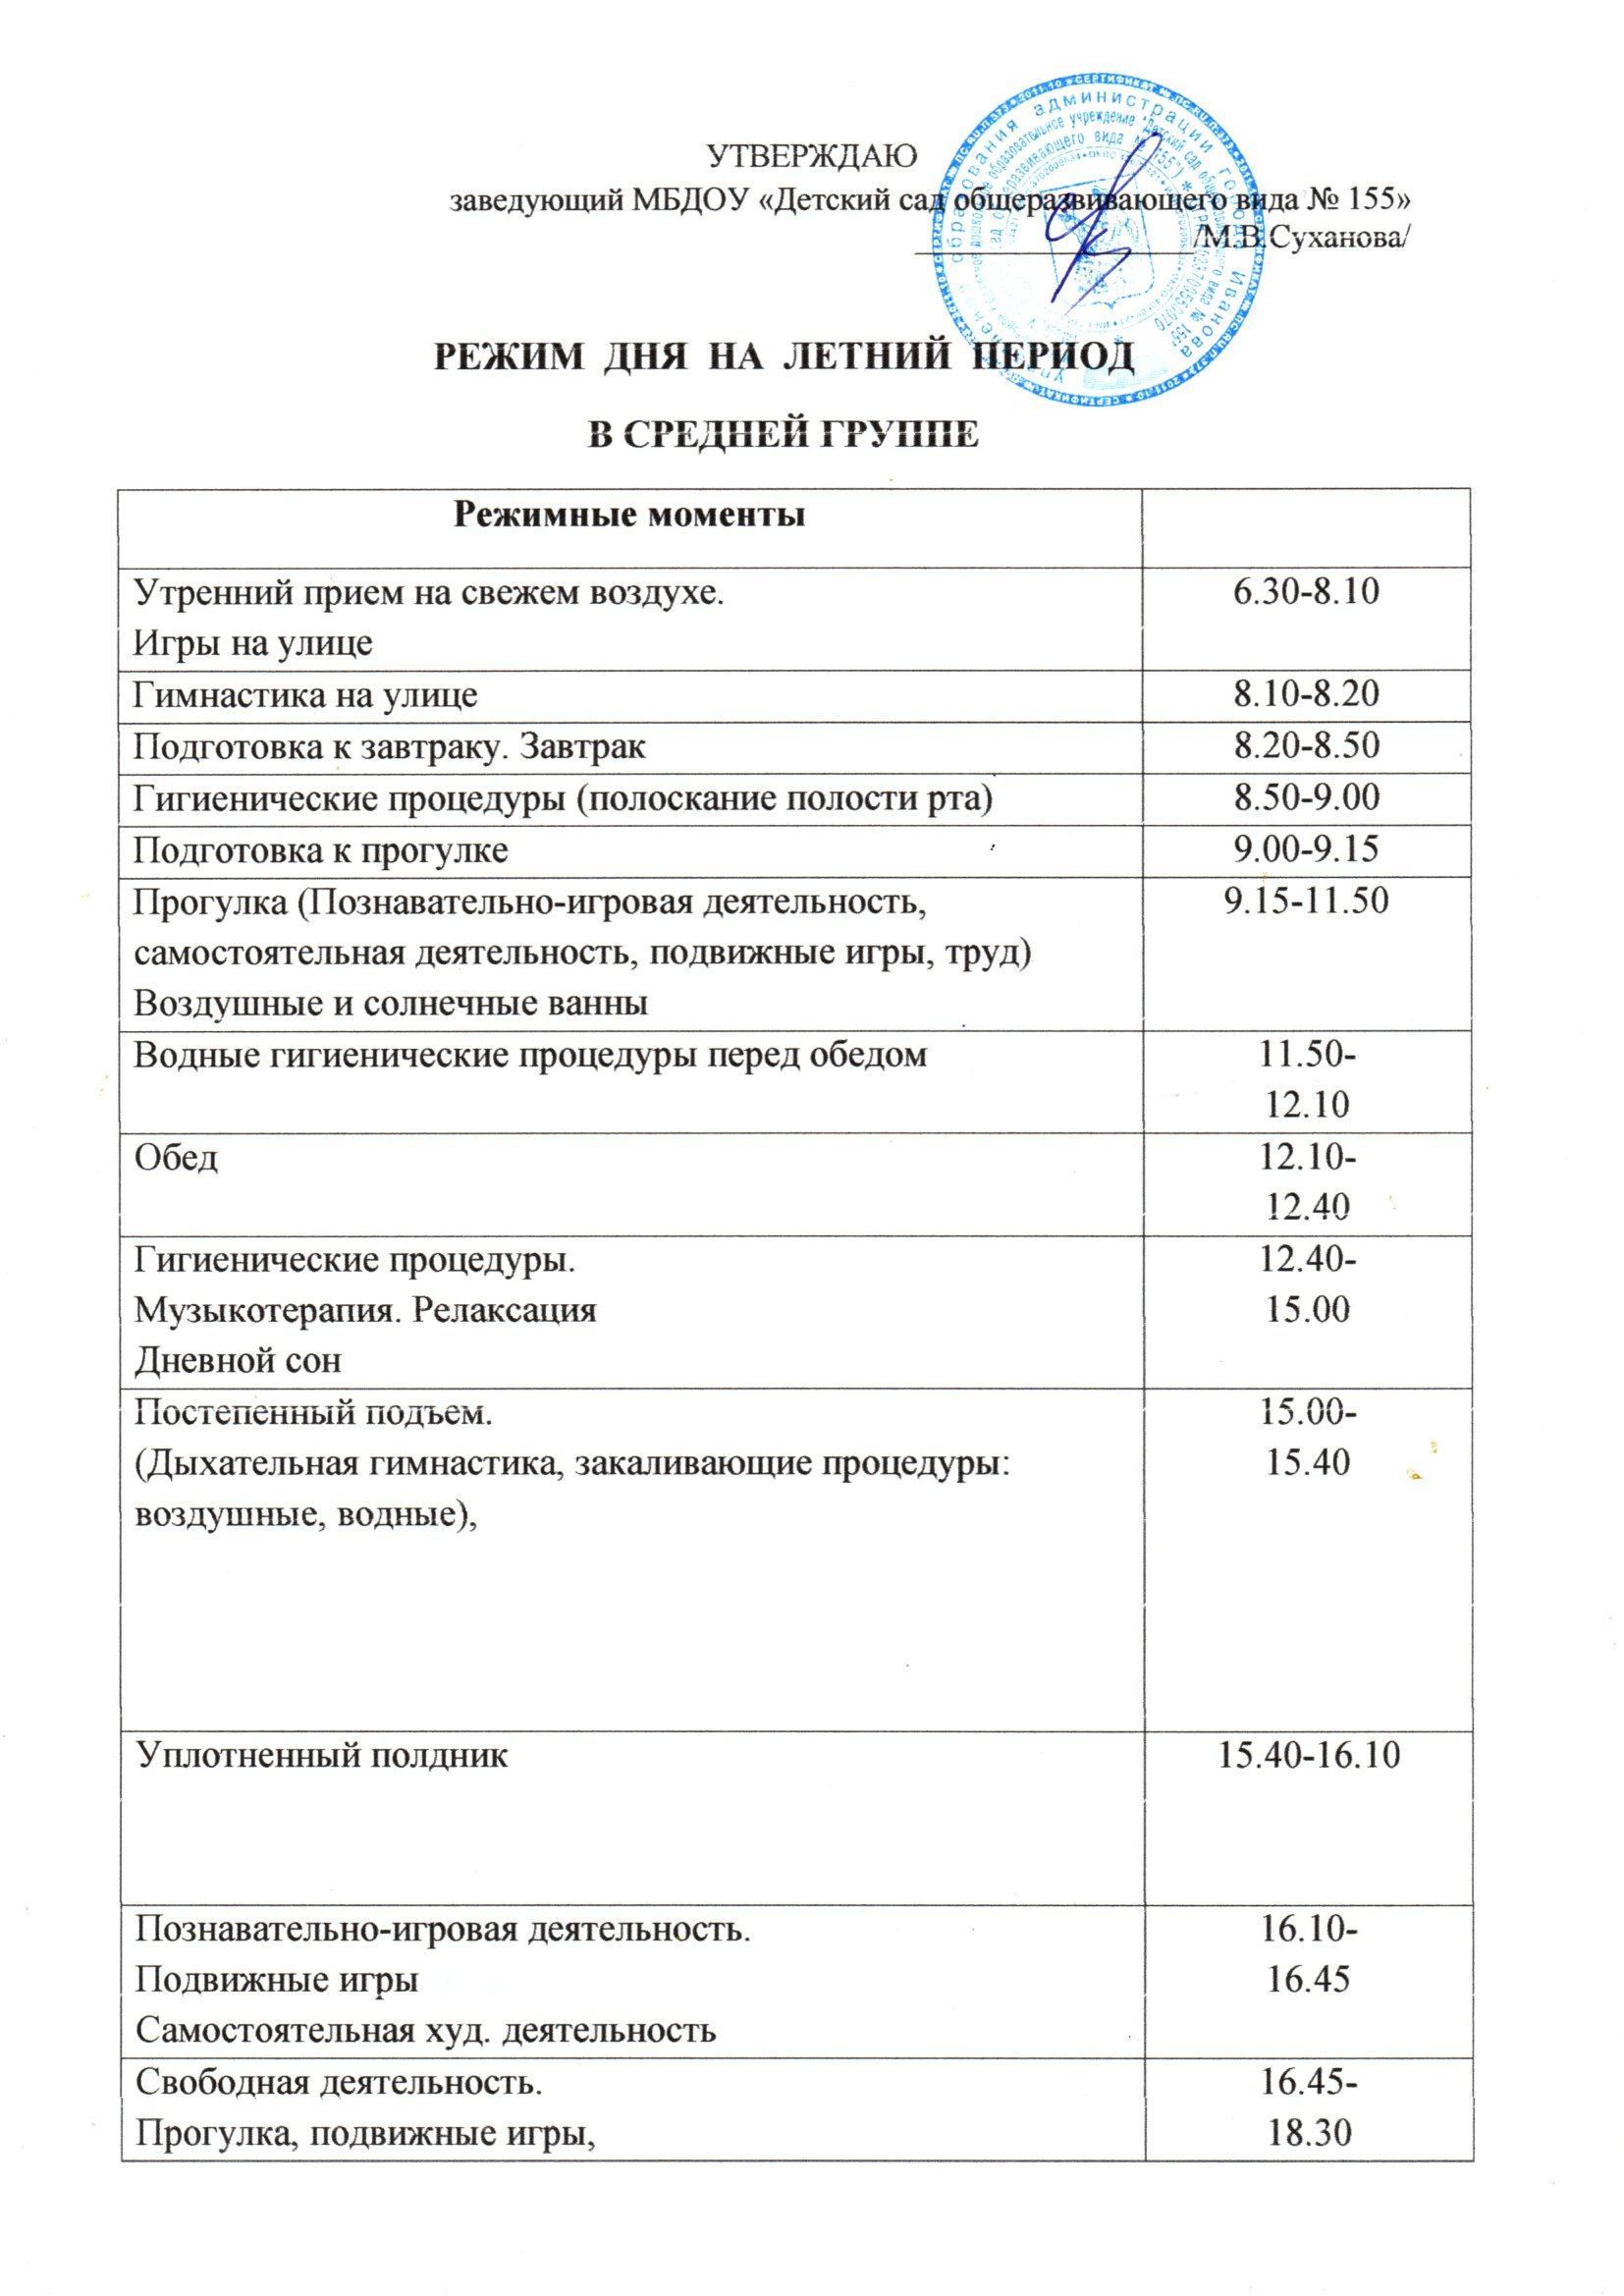 УТВЕРЖДАЮ
заведующий МБДОУ «Детский сад общеразвивающего вида № 155»
/М.В.Суханова/
РЕЖИМ ДНЯ НА ЛЕТНИЙ ПЕРИОД
В СРЕДНЕЙ ГРУППЕ
Режимные моменты
Утренний прием на свежем воздухе. 6.30-8.10
Игры на улице
Гимнастика на улице 8.10-8.20
Подготовка к завтраку. Завтрак 8.20-8.50
Гигиенические процедуры (полоскание полости рта) 8.50-9.00
Подготовка к прогулке 9.00-9.15
Прогулка (Познавательно-игровая деятельность, 9.15-11.50
самостоятельная деятельность, подвижные игры, труд)
Воздушные и солнечные ванны
Водные гигиенические процедуры перед обедом 11.50-
12.10
Обед 12.10-
12.40
Гигиенические процедуры. 12.40-
Музыкотерапия. Релаксация 15.00
Дневной сон
Постепенный подъем. 15.00-
(Дыхательная гимнастика, закаливающие процедуры: 15.40
воздушные, водные),
Уплотненный полдник 15.40-16.10
Познавательно-игровая деятельность. 16.10-
Подвижные игры 16.45
Самостоятельная худ. деятельность
Свободная деятельность. 16.45-
Прогулка, подвижные игры, 18.30